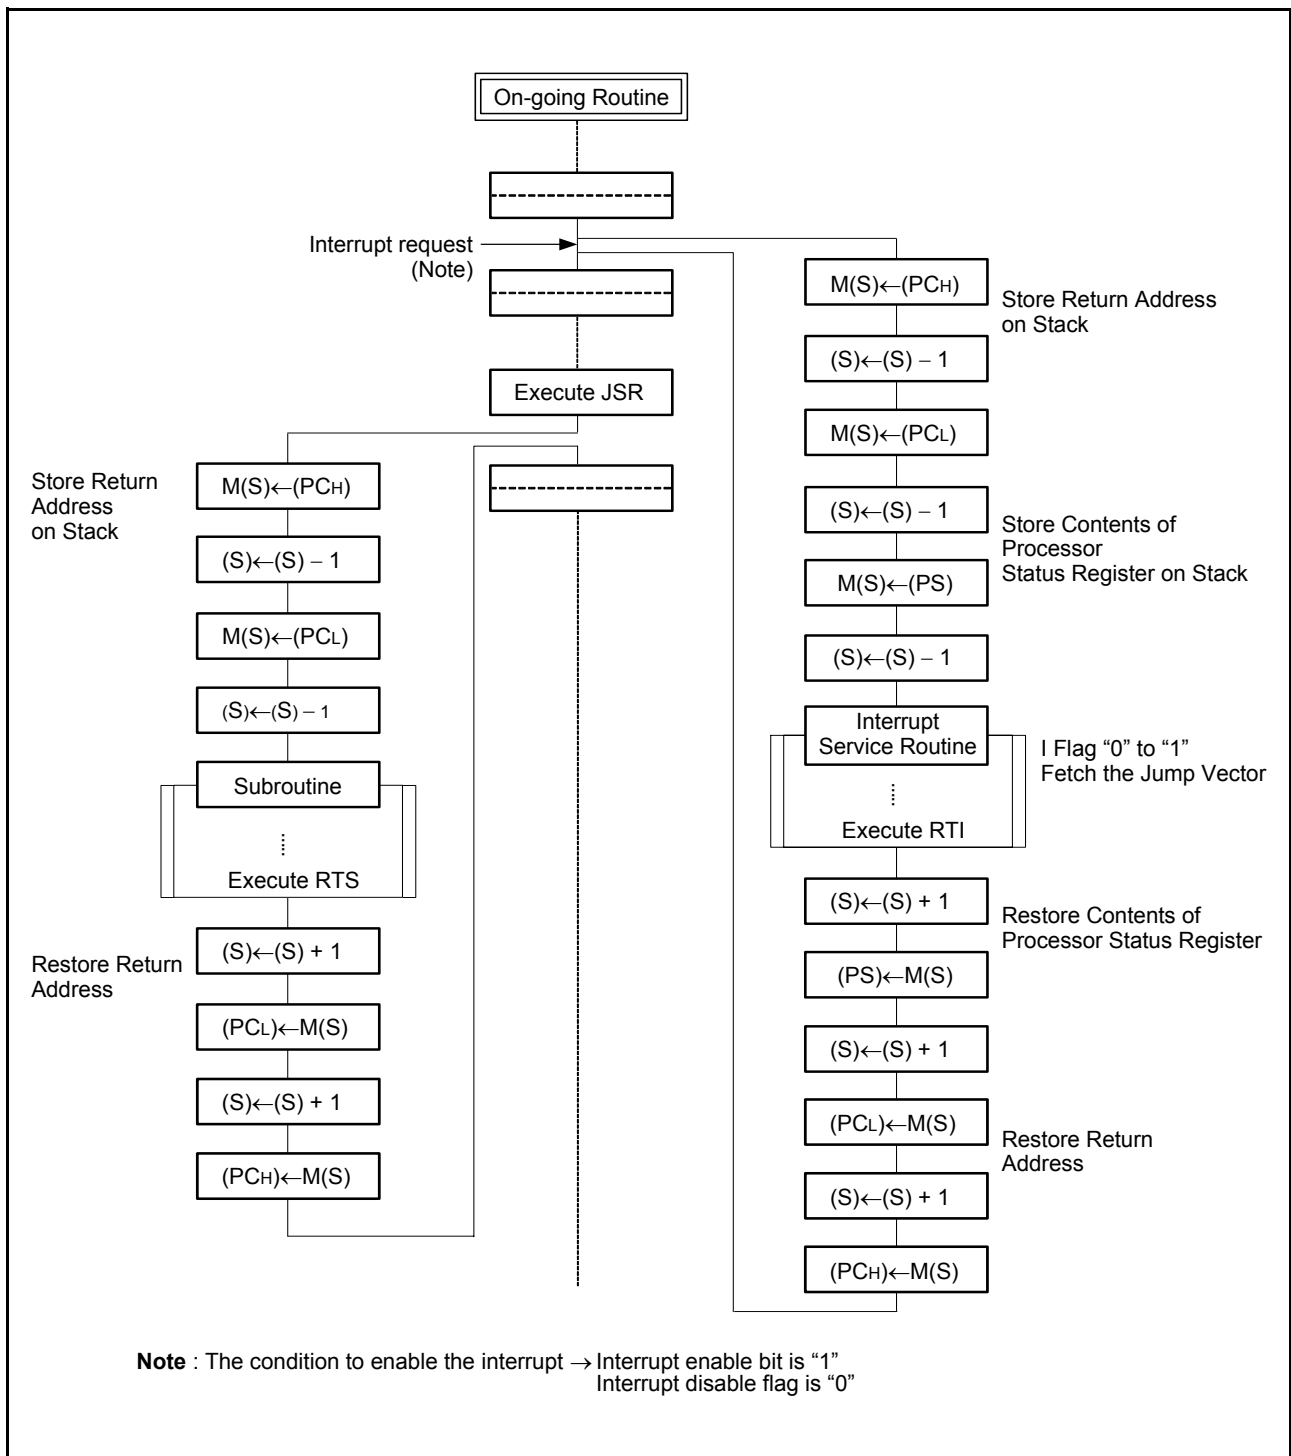 On-going Routine
Interrupt request
(Note)
M(S)←(PCH)
Store Return Address
on Stack
(S)←(S) – 1
M(S)←(PCL)
(S)←(S) – 1
Store Contents of
Processor
Status Register on Stack
M(S)←(PS)
(S)←(S) – 1
Interrupt
Service Routine
I Flag “0” to “1”
Fetch the Jump Vector
Execute RTI
(S)←(S) + 1
Restore Contents of
Processor Status Register
(PS)←M(S)
(S)←(S) + 1
(PCL)←M(S)
Restore Return
Address
(S)←(S) + 1
(PCH)←M(S)
Execute JSR
Store Return
Address
on Stack
M(S)←(PCH)
(S)←(S) – 1
M(S)←(PCL)
(S)←(S) – 1
Subroutine
Execute RTS
Restore Return
Address
(S)←(S) + 1
(PCL)←M(S)
(S)←(S) + 1
(PCH)←M(S)
Note : The condition to enable the interrupt → Interrupt enable bit is “1”
Interrupt disable flag is “0”